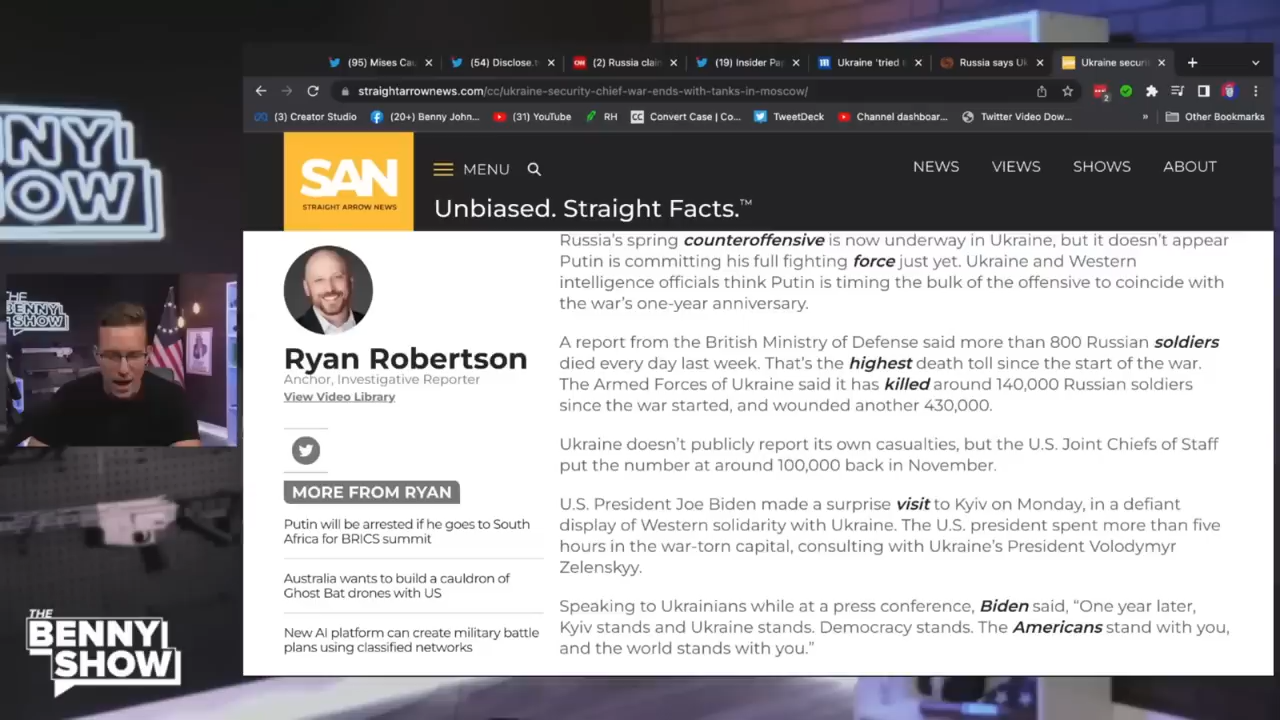 (95) Mises Cau
(54) Disclose.t
(2) Russia clain
(19) Insider Pap
Ukraine 'tried t
Russia says Uk
Ukraine securi
straightarrownews.com/cc/ukraine-security-chief-war-ends-with-tanks-in-moscow/
(3) Creator Studio
(20+) Benny John...
(31) YouTube
RH
CC
Convert Case | Co...
TweetDeck
Channel dashboar...
Twitter Video Dow...
»
Other Bookmarks
SAN
STRAIGHT ARROW NEWS
MENU
NEWS
VIEWS
SHOWS
ABOUT
Unbiased. Straight Facts.™
NNY
SHOW
THE
BENNY
SHOW
Ryan Robertson
Anchor, Investigative Reporter
View Video Library
MORE FROM RYAN
Putin will be arrested if he goes to South
Africa for BRICS summit
Australia wants to build a cauldron of
Ghost Bat drones with US
New AI platform can create military battle
plans using classified networks
Russia's spring counteroffensive is now underway in Ukraine, but it doesn't appear
Putin is committing his full fighting force just yet. Ukraine and Western
intelligence officials think Putin is timing the bulk of the offensive to coincide with
the war's one-year anniversary.
A report from the British Ministry of Defense said more than 800 Russian soldiers
died every day last week. That's the highest death toll since the start of the war.
The Armed Forces of Ukraine said it has killed around 140,000 Russian soldiers
since the war started, and wounded another 430,000.
Ukraine doesn't publicly report its own casualties, but the U.S. Joint Chiefs of Staff
put the number at around 100,000 back in November.
U.S. President Joe Biden made a surprise visit to Kyiv on Monday, in a defiant
display of Western solidarity with Ukraine. The U.S. president spent more than five
hours in the war-torn capital, consulting with Ukraine's President Volodymyr
Zelenskyy.
Speaking to Ukrainians while at a press conference, Biden said, "One year later,
Kyiv stands and Ukraine stands. Democracy stands. The Americans stand with you,
and the world stands with you."
THE
BENNY
SHOW